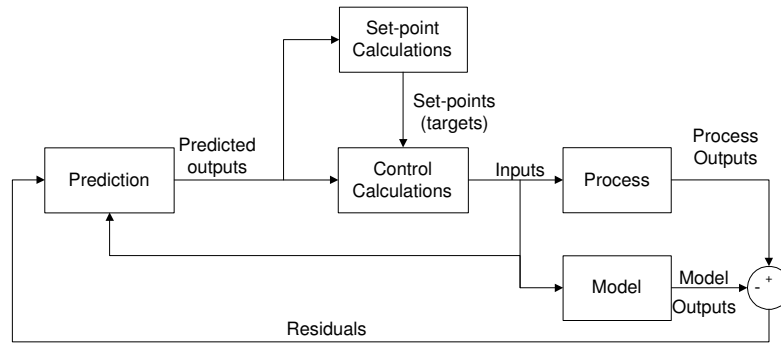 Set-point
Calculations
Set-points
(targets)
Predicted
outputs
Prediction
Control
Calculations
Inputs
Process
Process
Outputs
Model
Model
Outputs
- +
Residuals